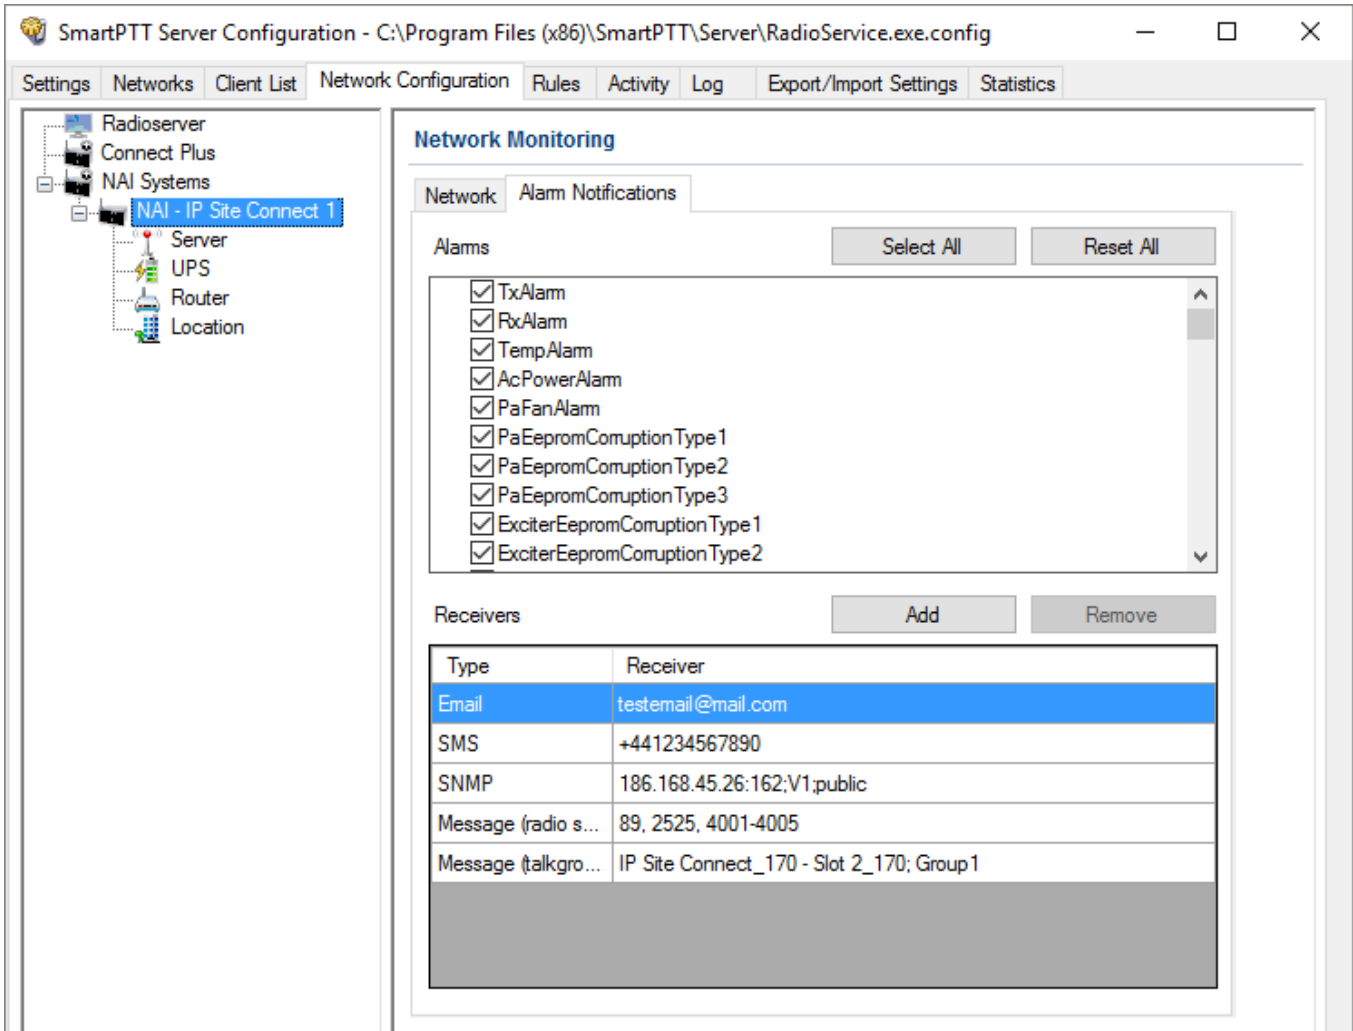 SmartPTT Server Configuration - C:\Program Files (x86)\SmartPTT\Server\RadioService.exe.config
Settings Networks Client List Network Configuration Rules Activity Log Export/Import Settings Statistics
Radioserver
Connect Plus
NAI Systems
NAI - IP Site Connect 1
Server
UPS
Router
Location
Network Monitoring
Network Alarm Notifications
Alarms Select All Reset All
TxAlarm
RxAlarm
TempAlarm
AcPowerAlarm
PaFanAlarm
PaEepromCorruptionType1
PaEepromCorruptionType2
PaEepromCorruptionType3
ExciterEepromCorruptionType1
ExciterEepromCorruptionType2
Receivers Add Remove
Type Receiver
Email testemail@mail.com
SMS +441234567890
SNMP 186.168.45.26:162;V1;public
Message (radio s... 89, 2525, 4001-4005
Message (talkgro... IP Site Connect_170 - Slot 2_170; Group1